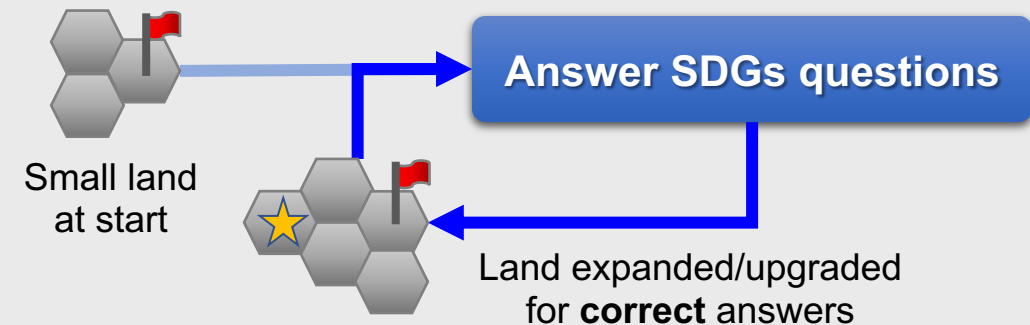 Answer SDGs questions
Small land
at start
Land expanded/upgraded
for correct answers